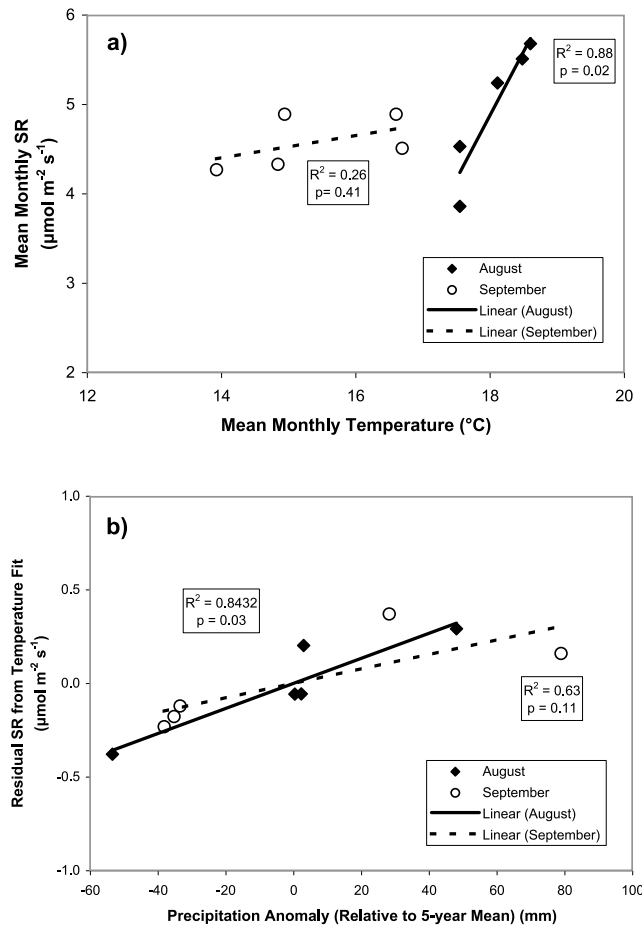 a)
6
5
4
3
2
Mean Monthly SR
(µmol m⁻² s⁻¹)
R² = 0.88
p = 0.02
R² = 0.26
p= 0.41
August
September
Linear (August)
Linear (September)
12 14 16 18 20
Mean Monthly Temperature (°C)
b)
1.0
0.5
0.0
-0.5
-1.0
Residual SR from Temperature Fit
(µmol m⁻² s⁻¹)
R² = 0.8432
p = 0.03
R² = 0.63
p = 0.11
August
September
Linear (August)
Linear (September)
-60 -40 -20 0 20 40 60 80 100
Precipitation Anomaly (Relative to 5-year Mean) (mm)